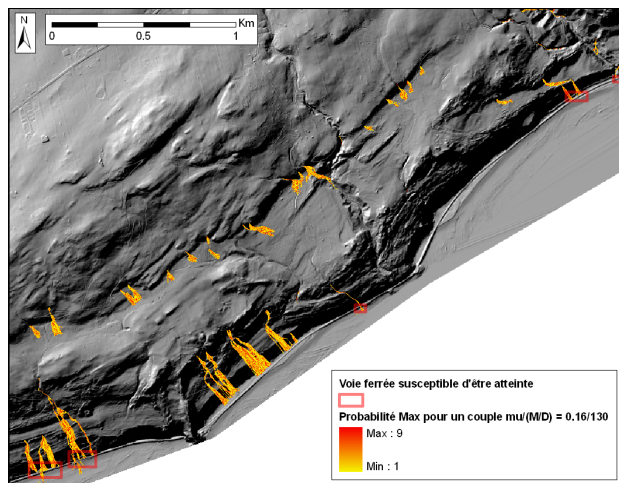 N
Km
0 0.5 1
Voie ferrée susceptible d'être atteinte
Probabilité Max pour un couple mu/(M/D) = 0.16/130
Max : 9
Min : 1